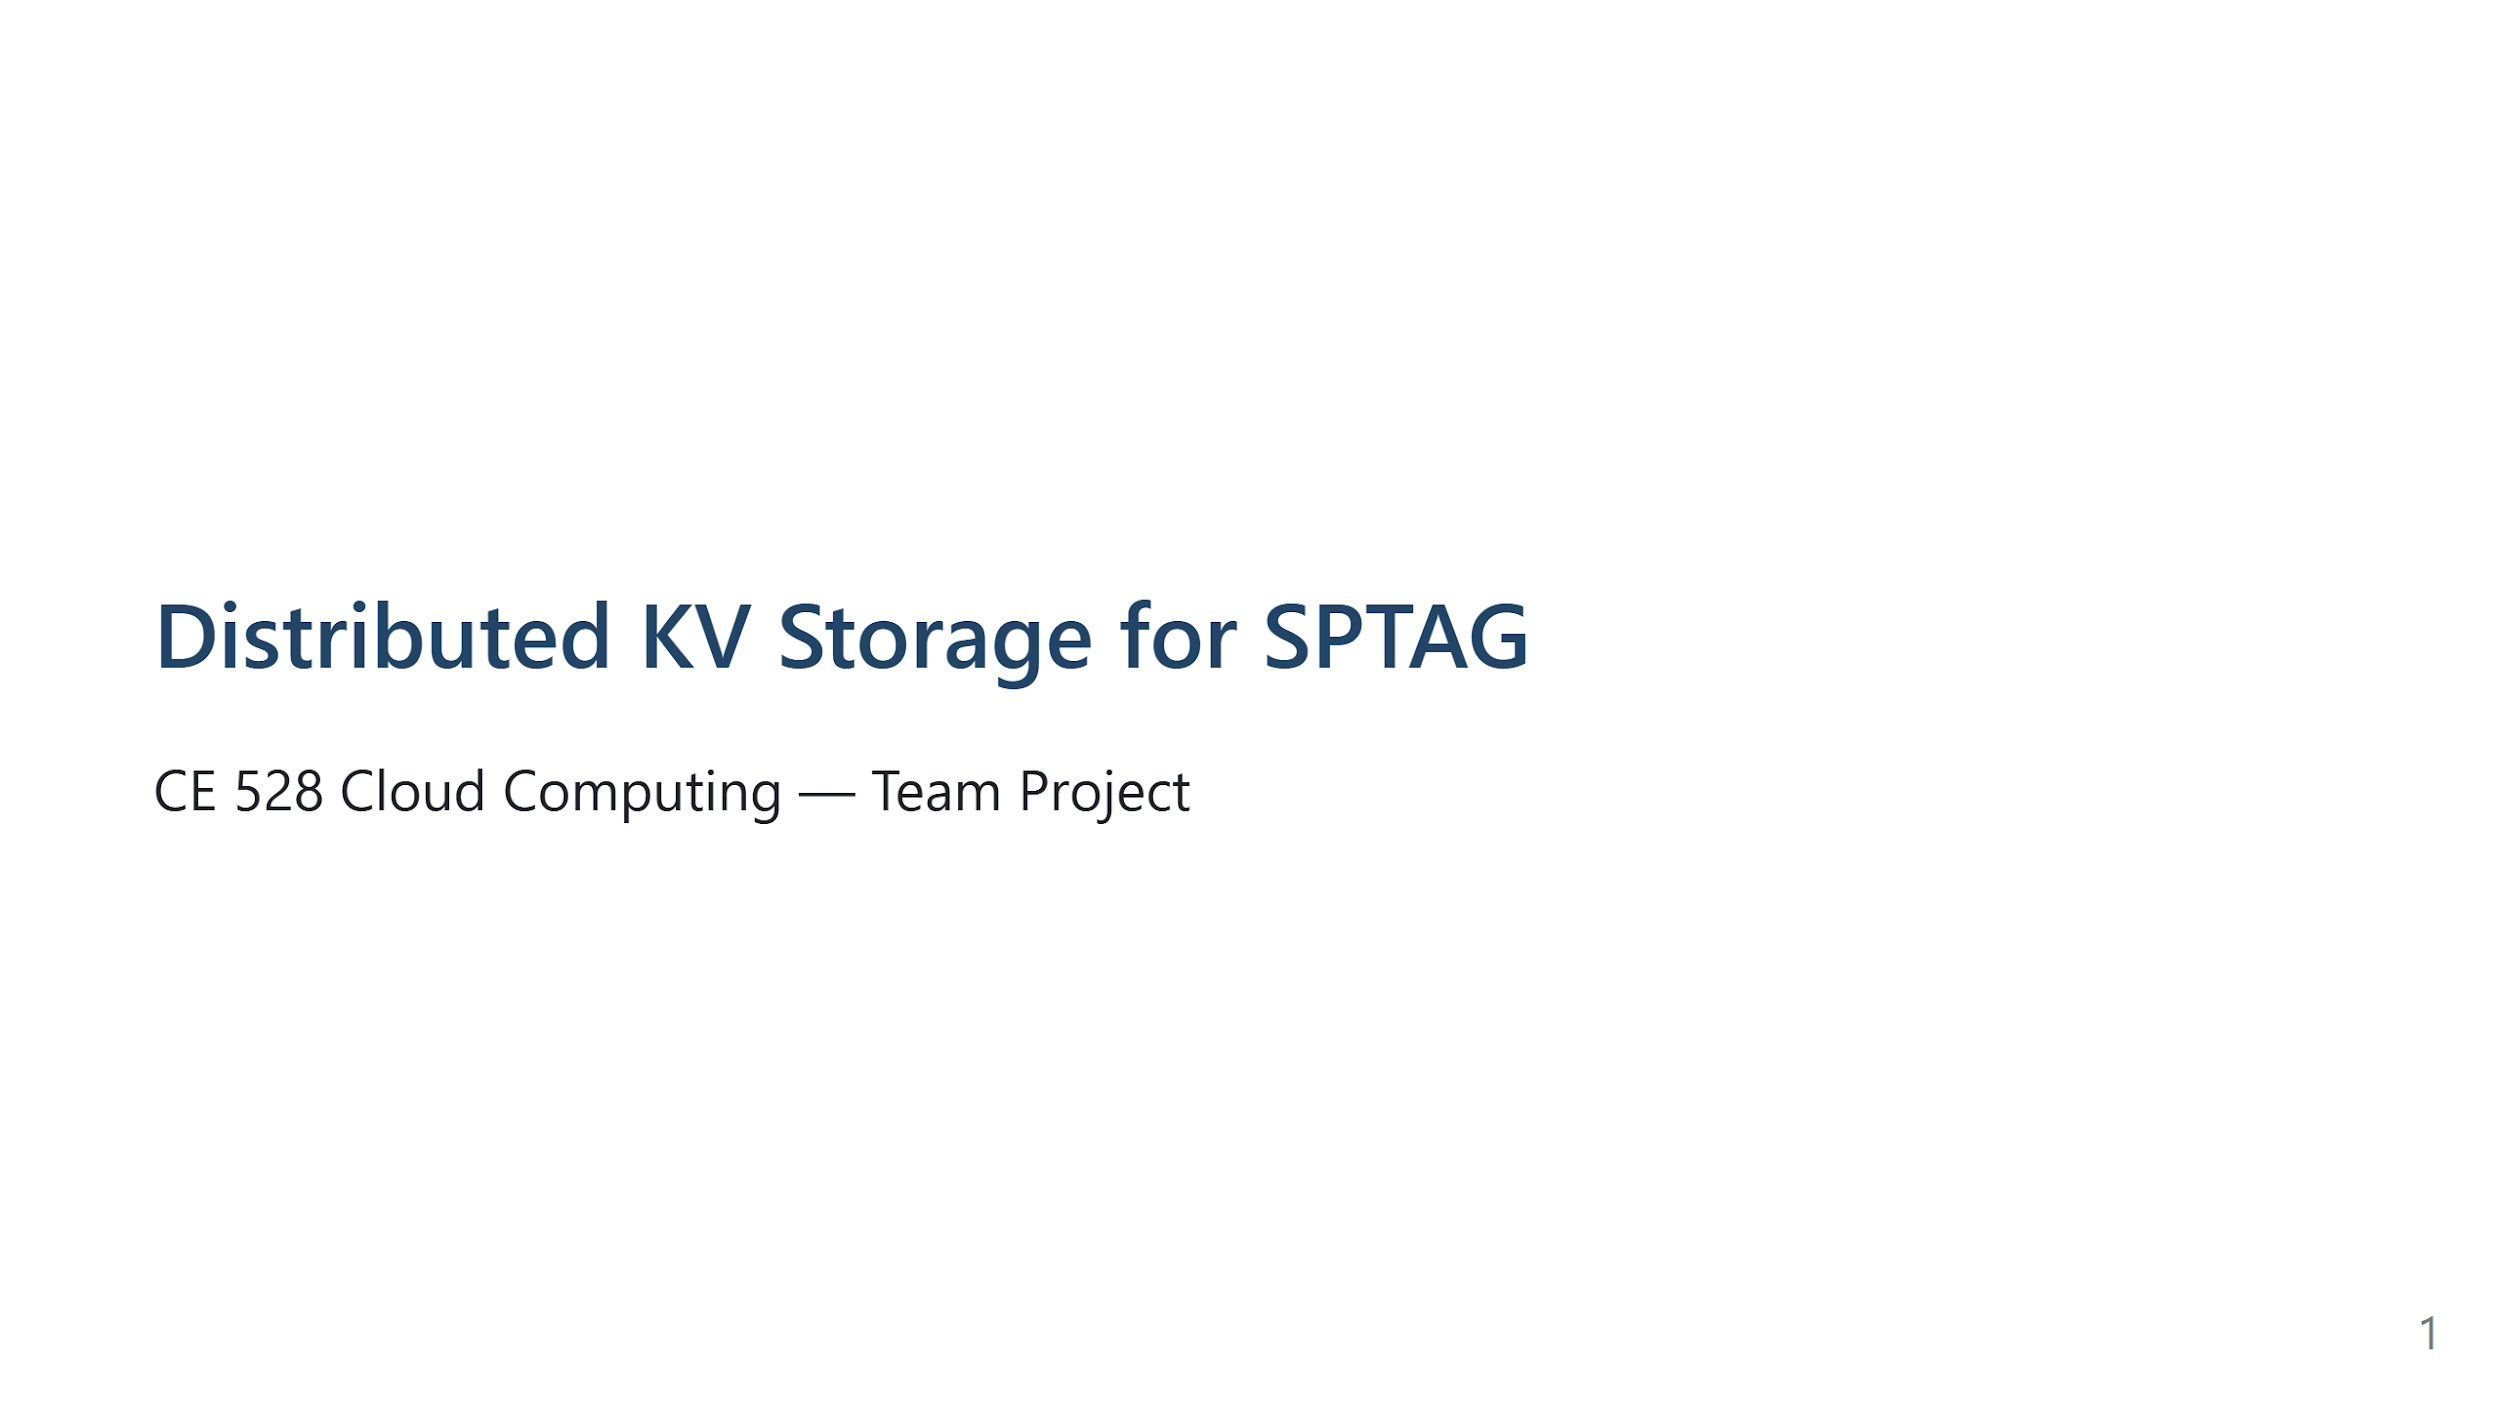 Distributed KV Storage for SPTAG
CE 528 Cloud Computing — Team Project
1